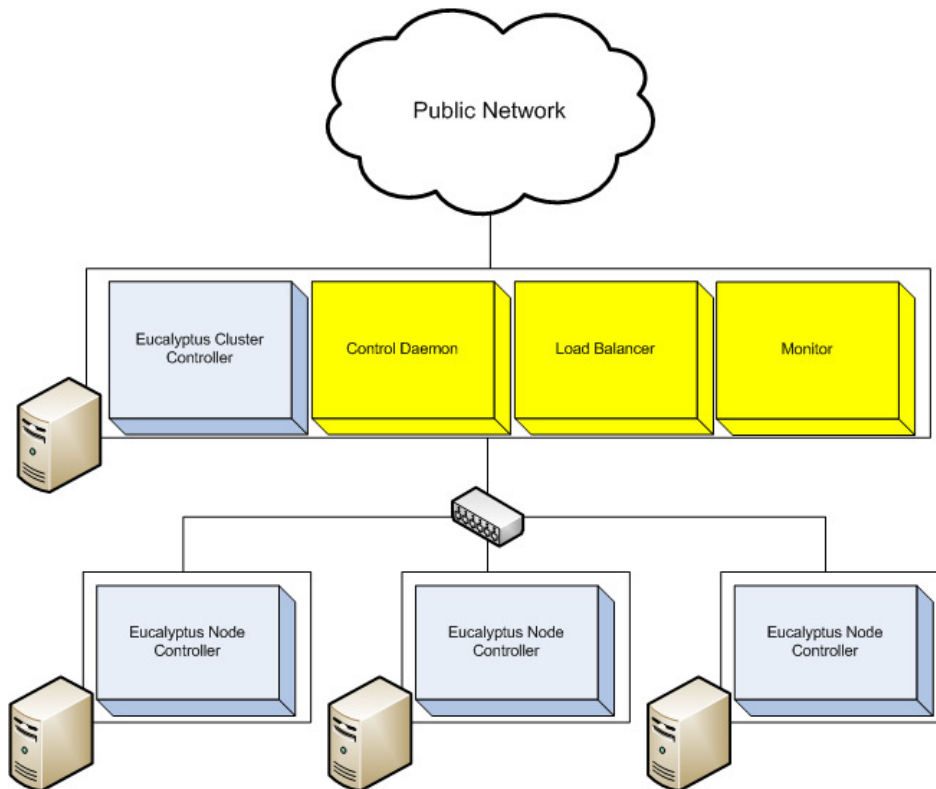 Public Network
Eucalyptus Cluster
Controller
Control Daemon
Load Balancer
Monitor
Eucalyptus Node
Controller
Eucalyptus Node
Controller
Eucalyptus Node
Controller